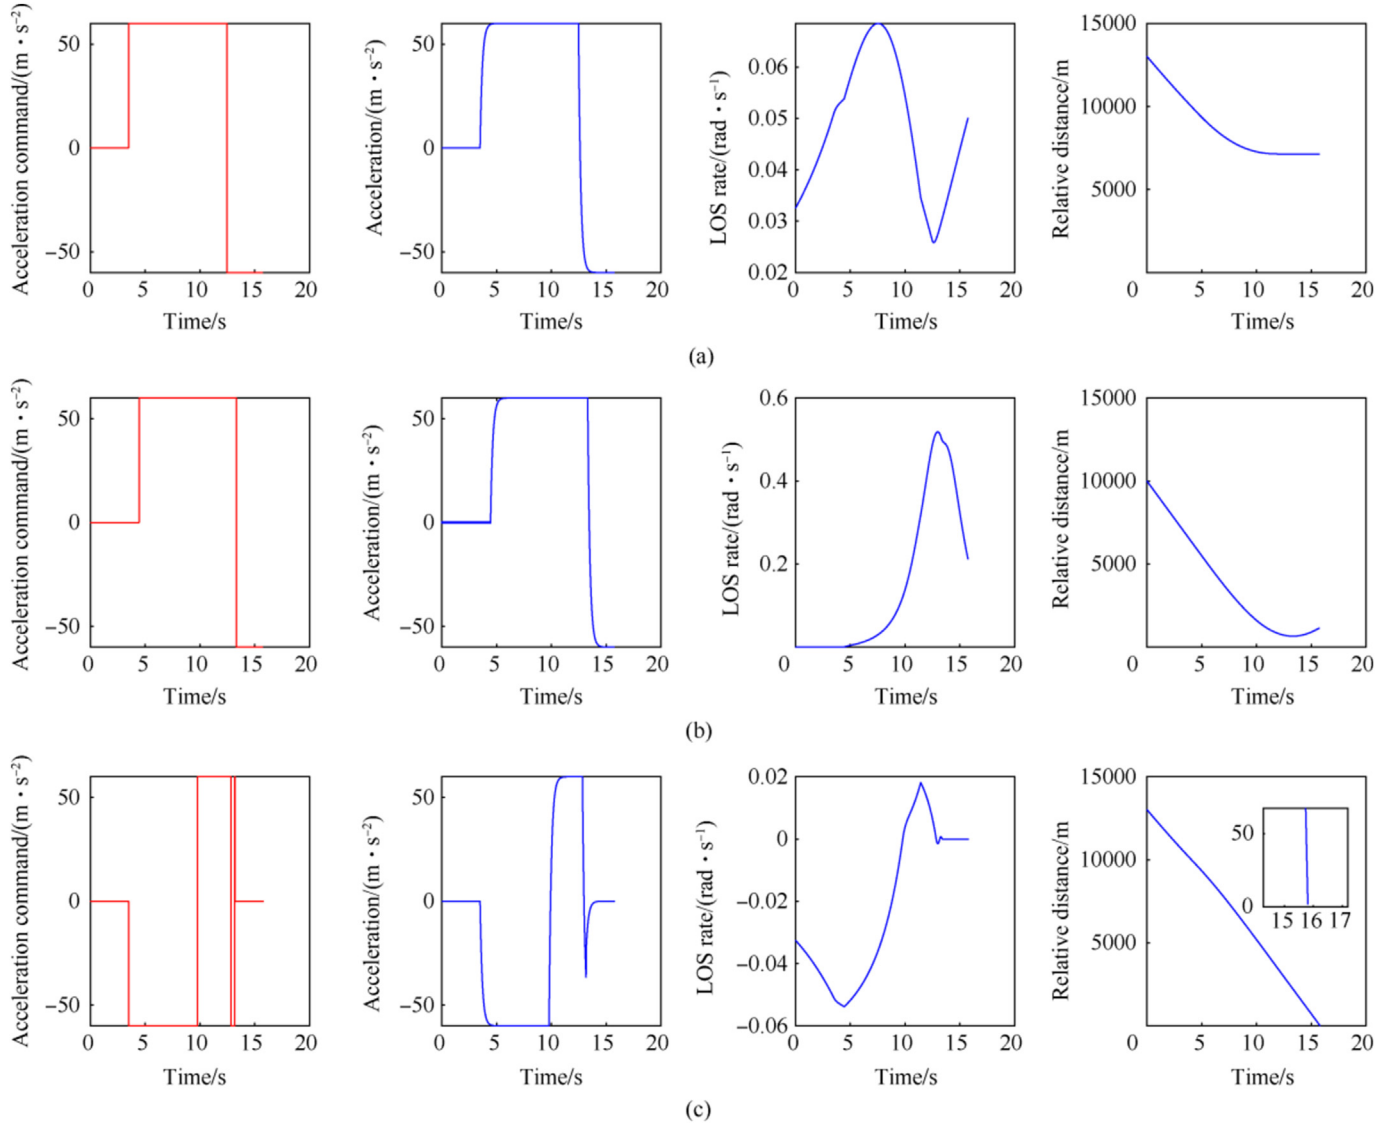 Acceleration command/(m • s⁻²)
50
0
−50
0 5 10 15 20
Time/s
Acceleration/(m • s⁻²)
50
0
−50
0 5 10 15 20
Time/s
LOS rate/(rad • s⁻¹)
0.06
0.05
0.04
0.03
0.02
0 5 10 15 20
Time/s
Relative distance/m
15000
10000
5000
0 5 10 15 20
Time/s
(a)
Acceleration command/(m • s⁻²)
50
0
−50
0 5 10 15 20
Time/s
Acceleration/(m • s⁻²)
50
0
−50
0 5 10 15 20
Time/s
LOS rate/(rad • s⁻¹)
0.6
0.4
0.2
0 5 10 15 20
Time/s
Relative distance/m
15000
10000
5000
0 5 10 15 20
Time/s
(b)
Acceleration command/(m • s⁻²)
50
0
−50
0 5 10 15 20
Time/s
Acceleration/(m • s⁻²)
50
0
−50
0 5 10 15 20
Time/s
LOS rate/(rad • s⁻¹)
0.02
0
−0.02
−0.04
−0.06
0 5 10 15 20
Time/s
Relative distance/m
15000
10000
5000
0 5 10 15 20
50
0
15 16 17
Time/s
(c)